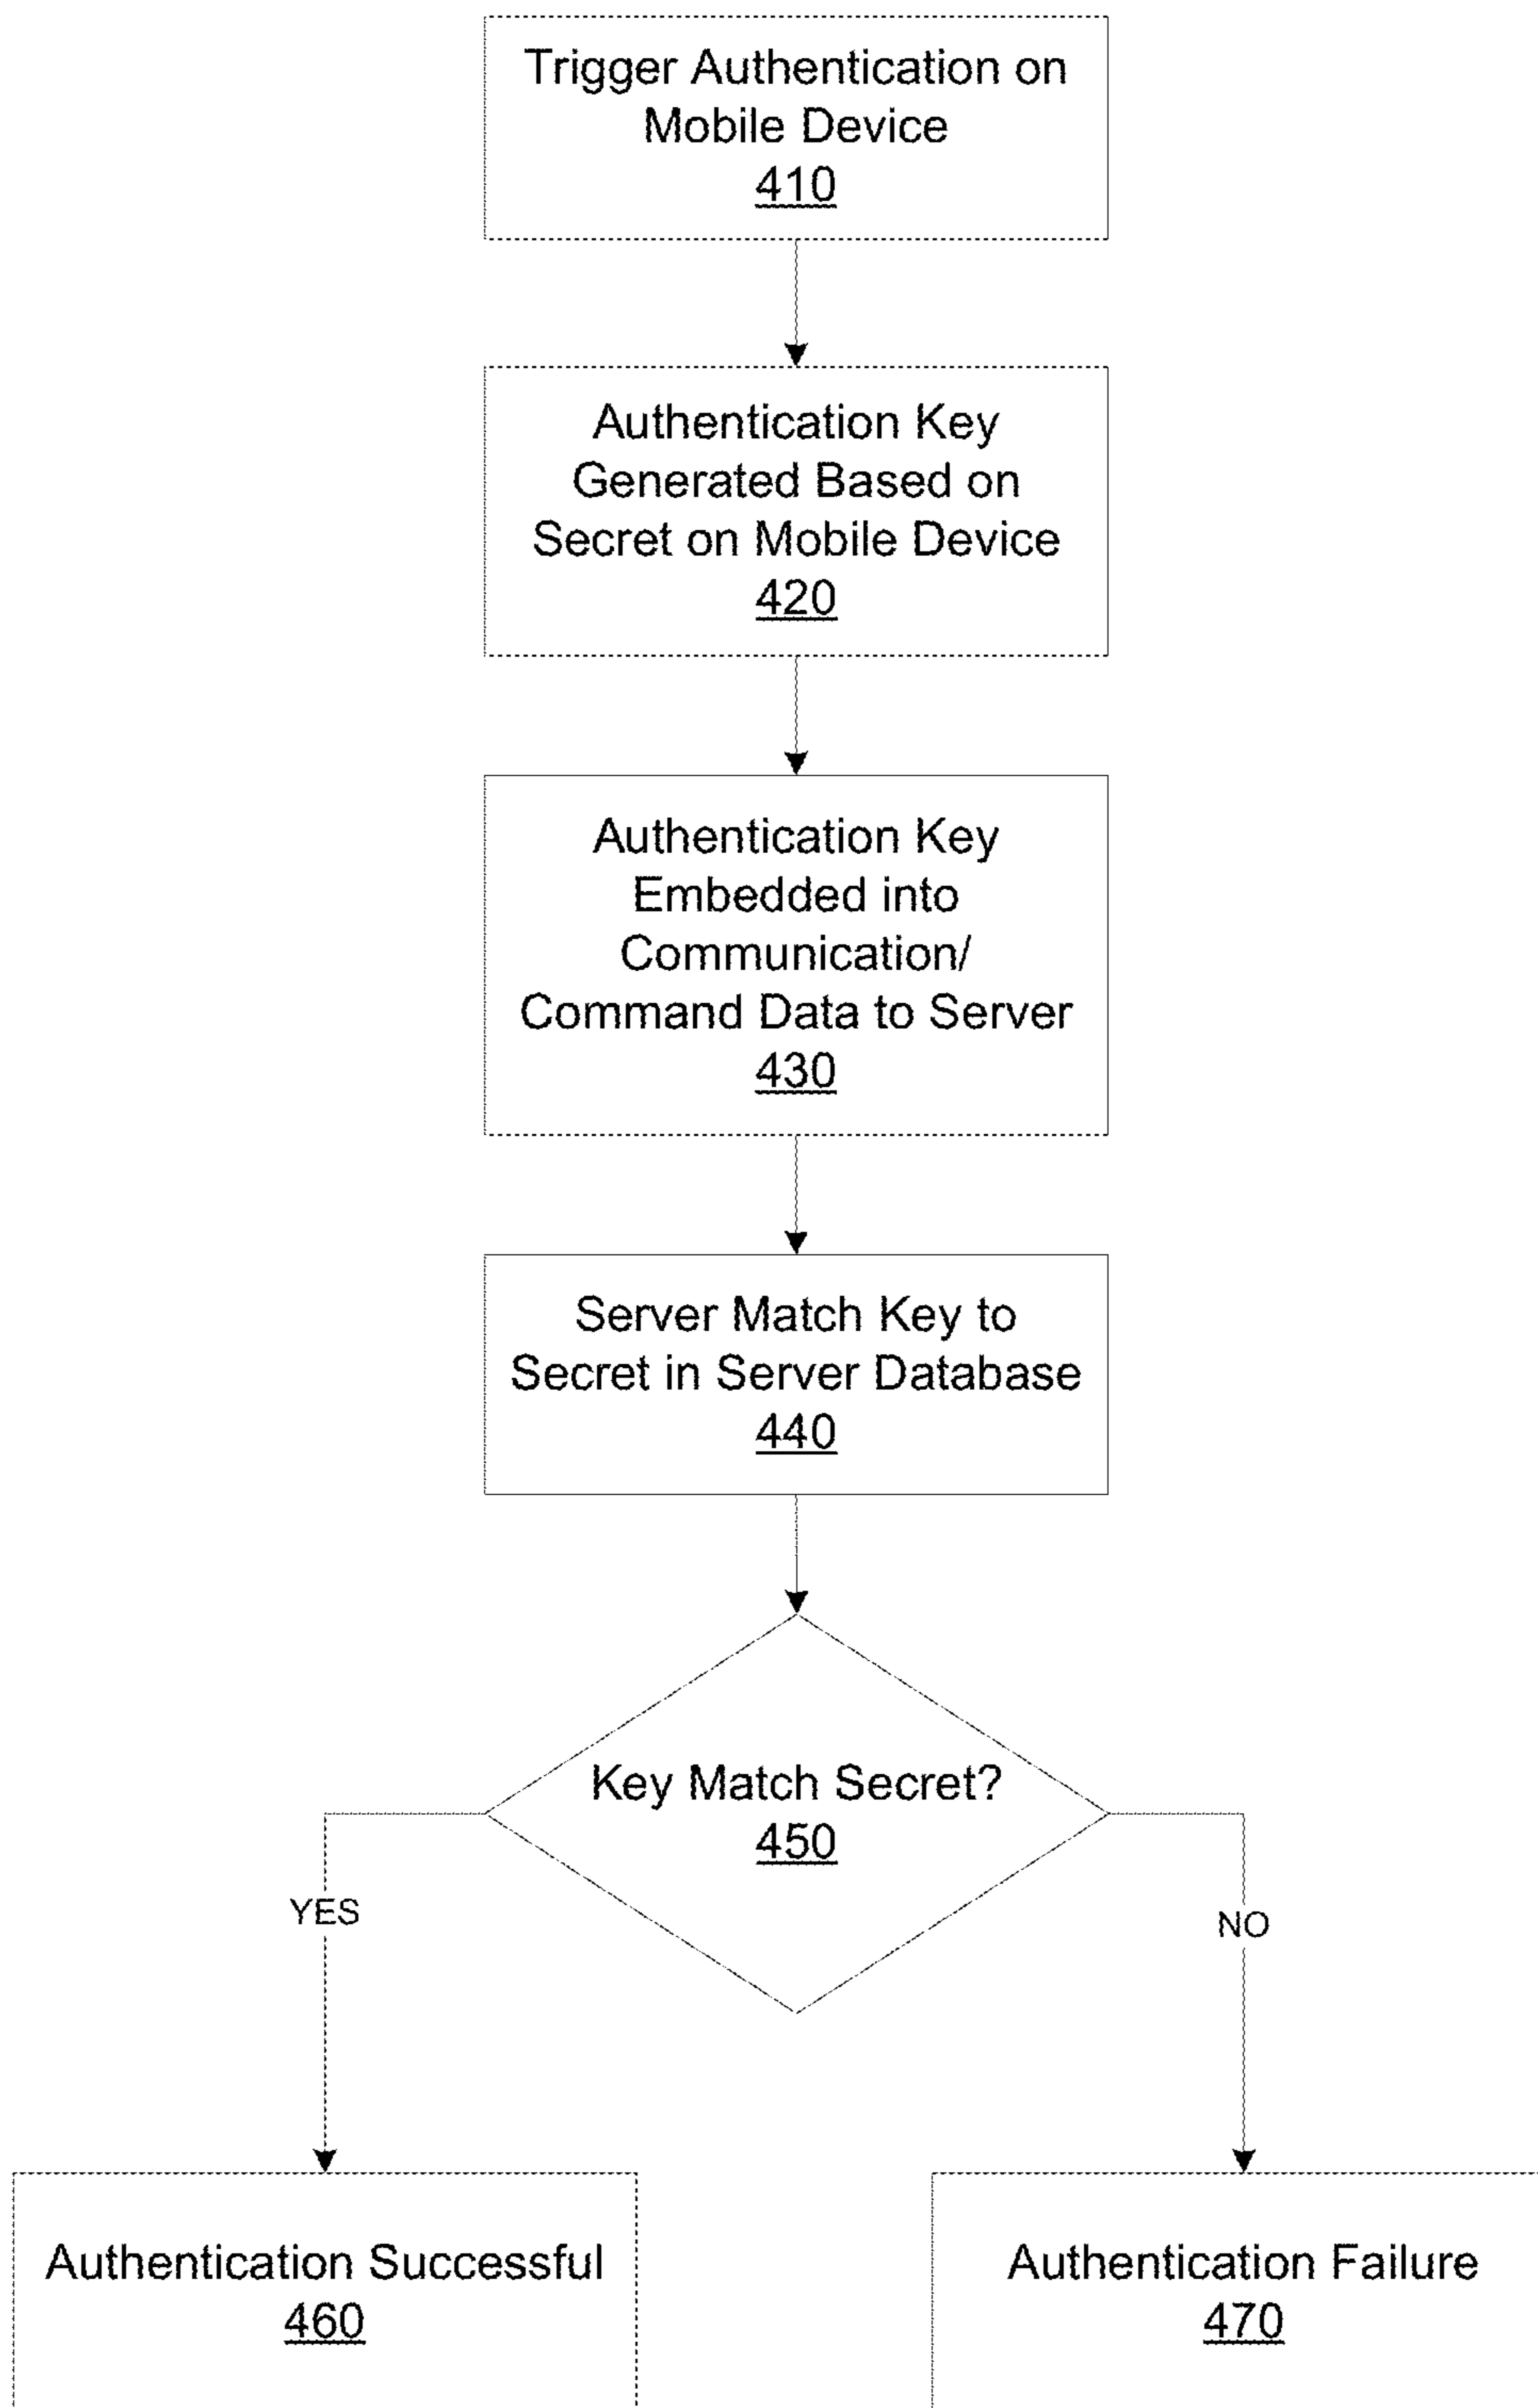 Trigger Authentication on
Mobile Device
410
Authentication Key
Generated Based on
Secret on Mobile Device
420
Authentication Key
Embedded into
Communication/
Command Data to Server
430
Server Match Key to
Secret in Server Database
440
Key Match Secret?
450
YES
NO
Authentication Successful
460
Authentication Failure
470